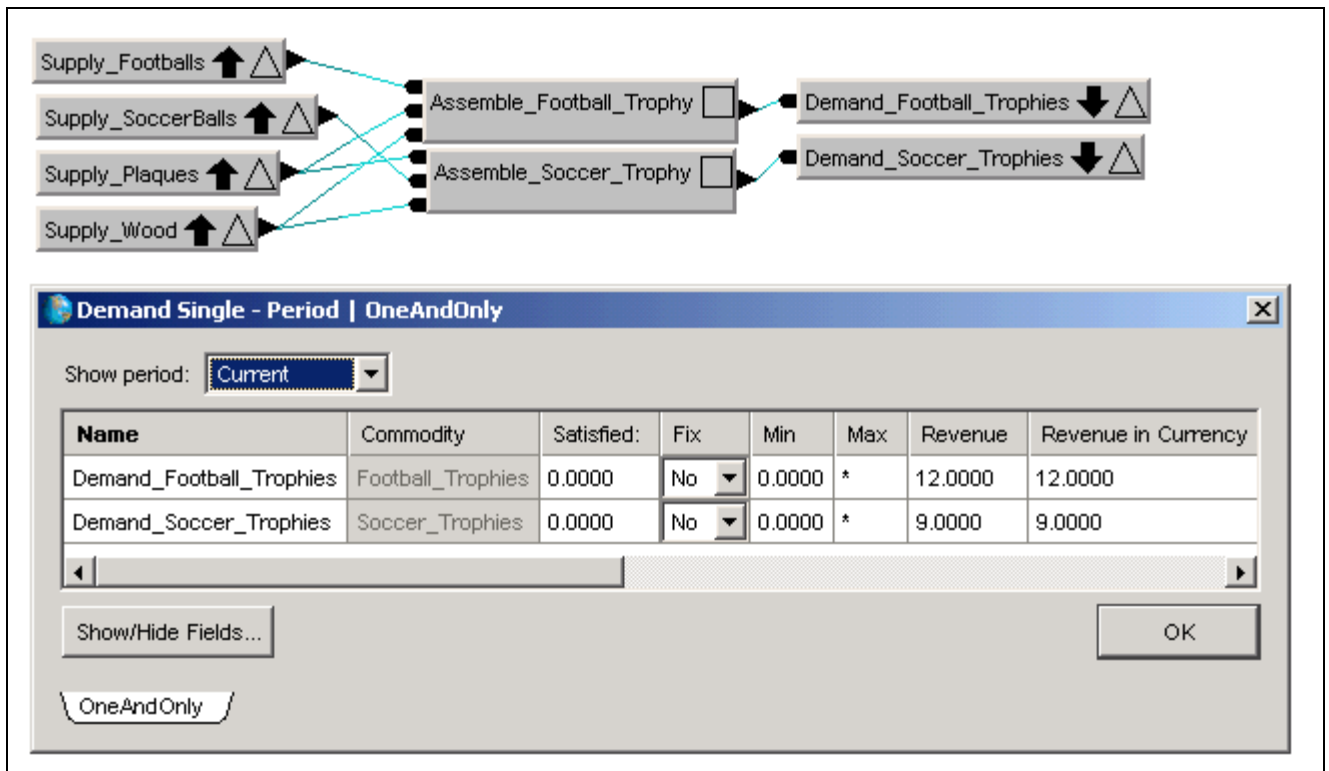 Supply_Footballs
Supply_SoccerBalls
Supply_Plaques
Supply_Wood
Assemble_Football_Trophy
Assemble_Soccer_Trophy
Demand_Football_Trophies
Demand_Soccer_Trophies
Demand Single - Period | OneAndOnly
Show period: Current
Name Commodity Satisfied: Fix Min Max Revenue Revenue in Currency
Demand_Football_Trophies Football_Trophies 0.0000 No 0.0000 * 12.0000 12.0000
Demand_Soccer_Trophies Soccer_Trophies 0.0000 No 0.0000 * 9.0000 9.0000
Show/Hide Fields... OK
OneAndOnly